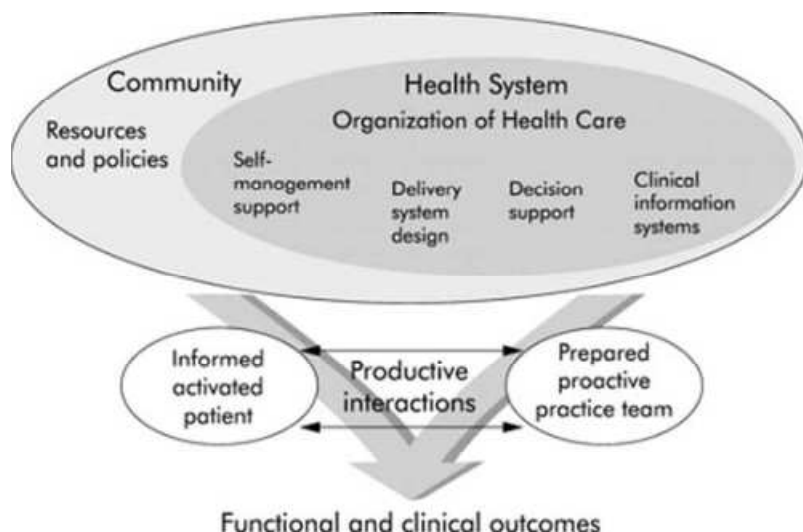 Community
Health System
Organization of Health Care
Resources
and policies
Self-
management
support
Delivery
system
design
Decision
support
Clinical
information
systems
Informed
activated
patient
Productive
interactions
Prepared
proactive
practice team
Functional and clinical outcomes